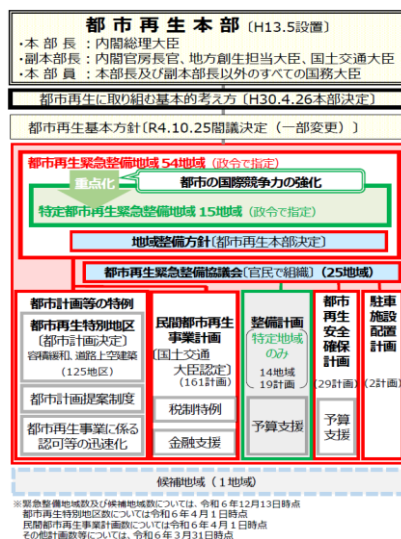 都市再生本部〔H13.5設置〕
・本部長：内閣総理大臣
・副本部長：内閣官房長官、地方創生担当大臣、国土交通大臣
・本部員：本部長及び副本部長以外のすべての国務大臣
都市再生に取り組む基本的考え方〔H30.4.26本部決定〕
都市再生基本方針〔R4.10.25閣議決定（一部変更）〕
都市再生緊急整備地域 54地域（政令で指定）
重点化
都市の国際競争力の強化
特定都市再生緊急整備地域 15地域（政令で指定）
地域整備方針〔都市再生本部決定〕
都市再生緊急整備協議会〔官民で組織〕（25地域）
都市計画等の特例
都市再生特別地区
〔都市計画決定〕
容積緩和、道路上空建築
（125地区）
都市計画提案制度
都市再生事業に係る
認可等の迅速化
民間都市再生
事業計画
〔国土交通
大臣認定〕
（161計画）
税制特例
金融支援
整備計画
特定地域
のみ
14地域
19計画
予算支援
都市
再生
安全
確保
計画
（29計画）
予算
支援
駐車
施設
配置
計画
（2計画）
候補地域（１地域）
※緊急整備地域数及び候補地域数については、令和６年12月13日時点
都市再生特別地区数については令和６年４月１日時点
民間都市再生事業計画数については令和６年４月１日時点
その他計画数等については、令和６年３月31日時点